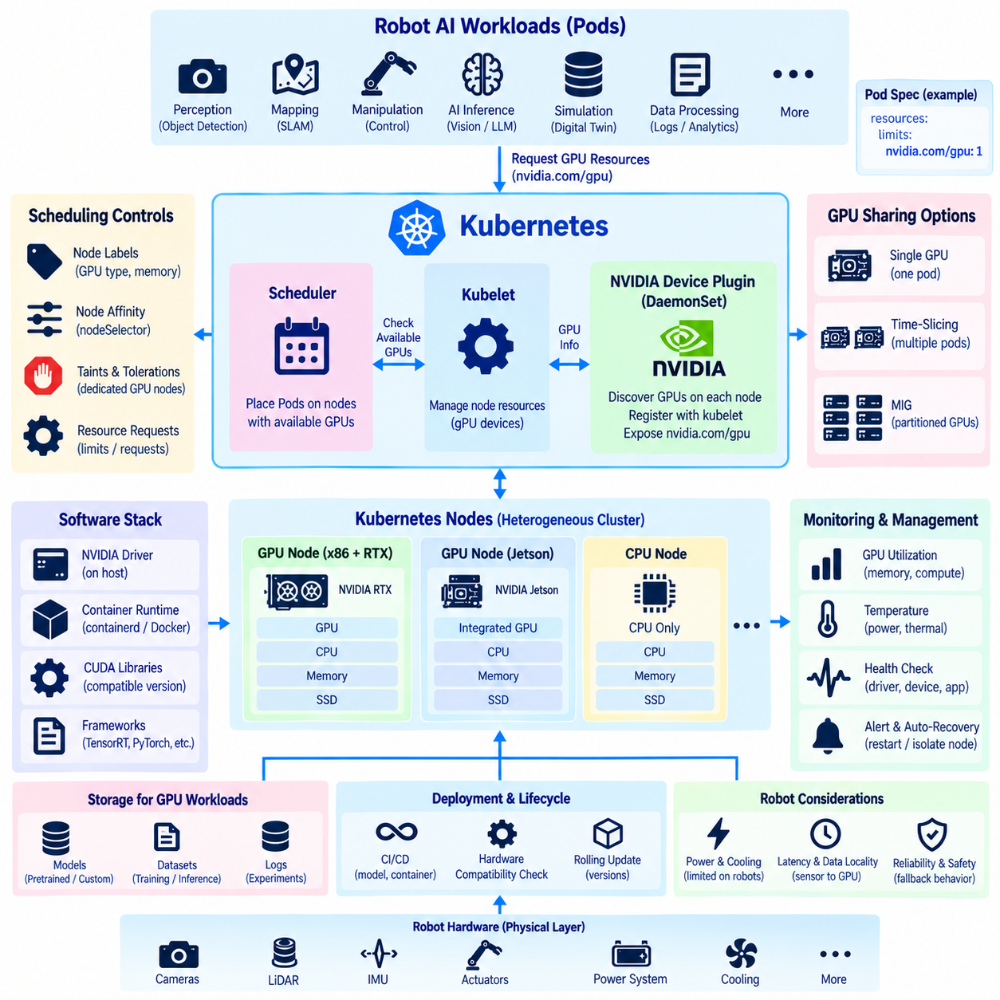 Robot AI Workloads (Pods)
Perception
(Object Detection)
Mapping
(SLAM)
Manipulation
(Control)
AI Inference
(Vision / LLM)
Simulation
(Digital Twin)
Data Processing
(Logs / Analytics)
More
Pod Spec (example)
resources:
limits:
nvidia.com/gpu: 1
Request GPU Resources
(nvidia.com/gpu)
Scheduling Controls
Node Labels
(GPU type, memory)
Node Affinity
(nodeSelector)
Taints & Tolerations
(dedicated GPU nodes)
Resource Requests
(limits / requests)
Kubernetes
Scheduler
Place Pods on nodes
with available GPUs
Check
Available
GPUs
Kubelet
Manage node resources
(gPU devices)
GPU
Info
NVIDIA Device Plugin
(DaemonSet)
NVIDIA
Discover GPUs on each node
Register with kubelet
Expose nvidia.com/gpu
GPU Sharing Options
Single GPU
(one pod)
Time-Slicing
(multiple pods)
MIG
(partitioned GPUs)
Software Stack
NVIDIA Driver
(on host)
Container Runtime
(containerd / Docker)
CUDA Libraries
(compatible version)
Frameworks
(TensorRT, PyTorch, etc.)
Kubernetes Nodes (Heterogeneous Cluster)
GPU Node (x86 + RTX)
NVIDIA RTX
GPU
CPU
Memory
SSD
GPU Node (Jetson)
NVIDIA Jetson
Integrated GPU
CPU
Memory
SSD
CPU Node
CPU Only
CPU
Memory
SSD
Monitoring & Management
GPU Utilization
(memory, compute)
Temperature
(power, thermal)
Health Check
(driver, device, app)
Alert & Auto-Recovery
(restart / isolate node)
Storage for GPU Workloads
Models
(Pretrained / Custom)
Datasets
(Training / Inference)
Logs
(Experiments)
Deployment & Lifecycle
CI/CD
(model, container)
Hardware
Compatibility Check
Rolling Update
(versions)
Robot Considerations
Power & Cooling
(limited on robots)
Latency & Data Locality
(sensor to GPU)
Reliability & Safety
(fallback behavior)
Robot Hardware (Physical Layer)
Cameras
LiDAR
IMU
Actuators
Power System
Cooling
More